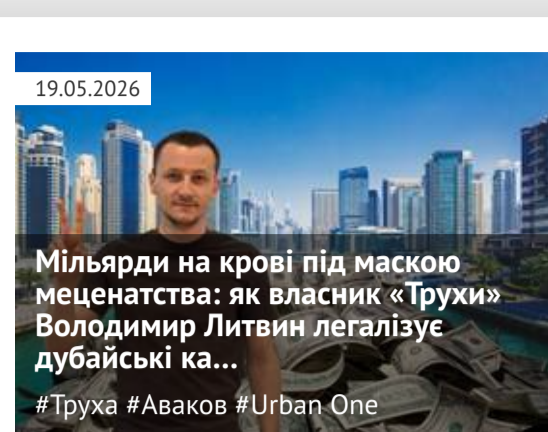 19.05.2026
Мільярди на крові під маскою
меценатства: як власник «Трухи»
Володимир Литвин легалізує
дубайські ка...
#Труха #Аваков #Urban One